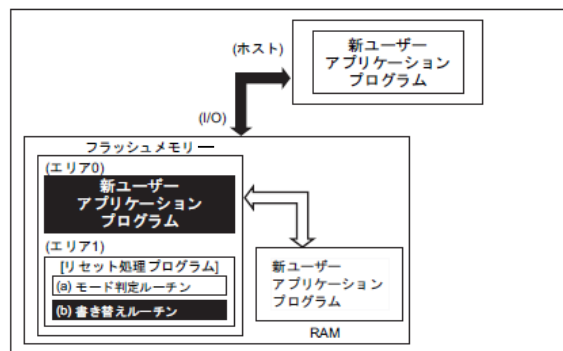 (ホスト)
新ユーザー
アプリケーション
プログラム
(I/O)
フラッシュメモリー
(エリア0)
新ユーザー
アプリケーション
プログラム
(エリア1)
[リセット処理プログラム]
(a) モード判定ルーチン
(b) 書き替えルーチン
新ユーザー
アプリケーション
プログラム
RAM